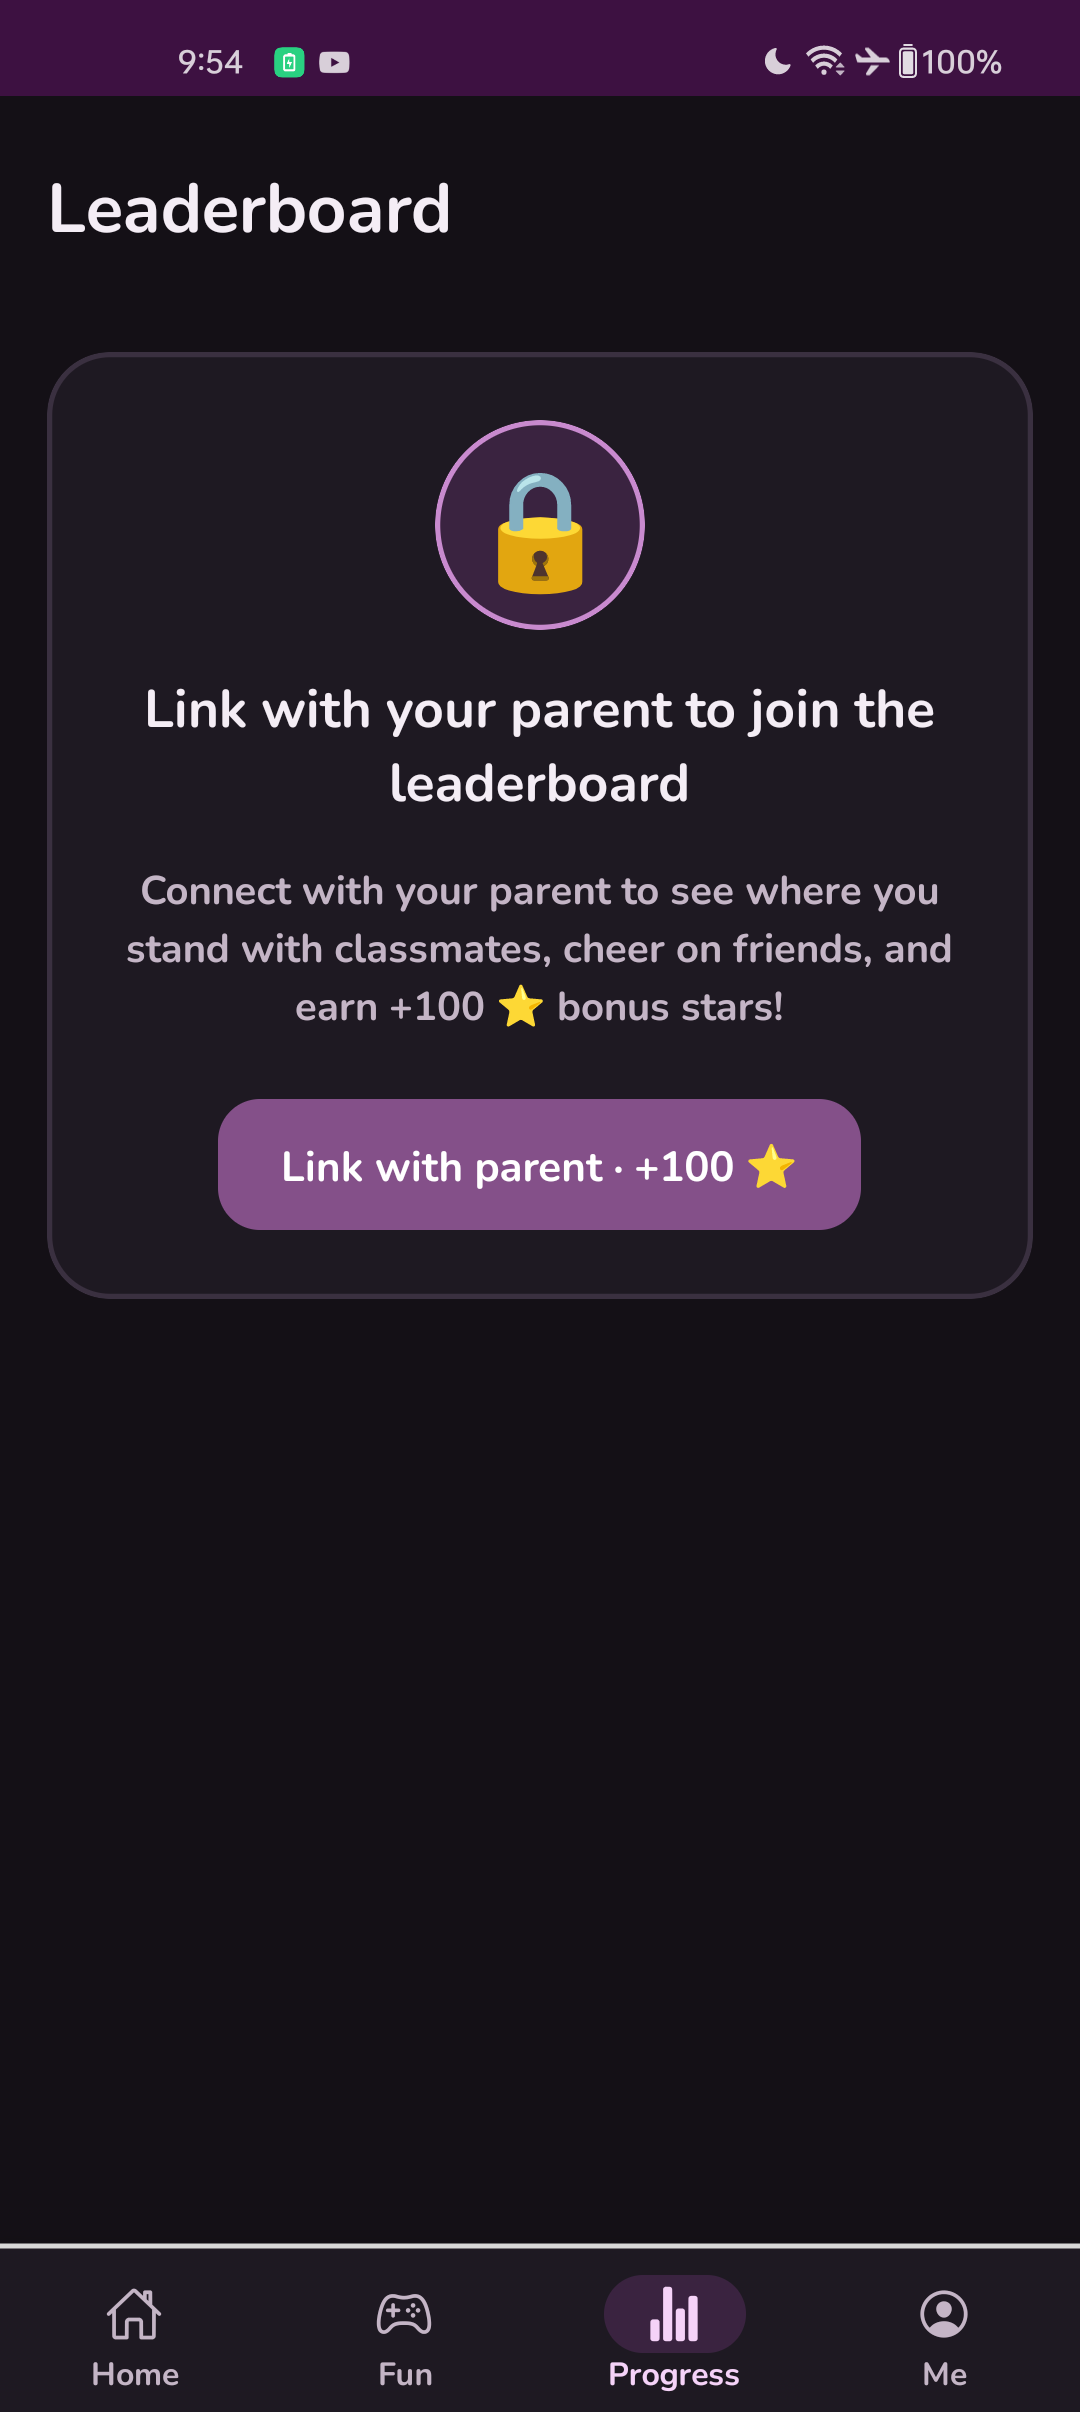 9:54
100%
Leaderboard
Link with your parent to join the
leaderboard
Connect with your parent to see where you
stand with classmates, cheer on friends, and
earn +100 ⭐ bonus stars!
Link with parent · +100 ⭐
Home
Fun
Progress
Me